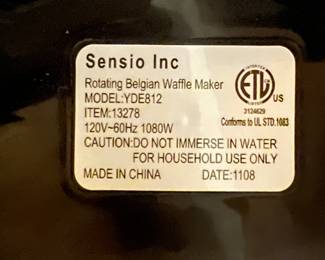 Sensio Inc
Rotating Belgian Waffle Maker
MODEL:YDE812
ITEM:13278
120V~60Hz 1080W
CAUTION:DO NOT IMMERSE IN WATER
FOR HOUSEHOLD USE ONLY
MADE IN CHINA DATE:1108
ETL
US
3124629
Conforms to UL STD.1083